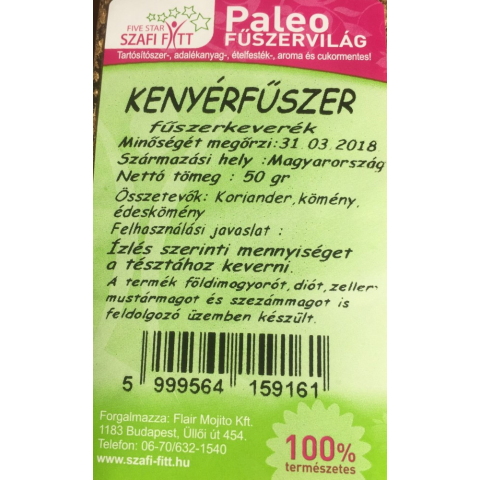 FIVE STAR
SZAFI FITT
Paleo
FŰSZERVILÁG
Tartósítószer-, adalékanyag-, ételfesték-, aroma és cukormentes!
KENYÉRFŰSZER
fűszerkeverék
Minőségét megőrzi:31.03.2018
Származási hely :Magyarország
Nettó tömeg : 50 gr
Összetevők: Koriander,kömény,
édeskömény
Felhasználási javaslat :
Ízlés szerinti mennyiséget
a tésztához keverni.
A termék földimogyorót,diót,zeller,
mustármagot és szezámmagot is
feldolgozó üzemben készült.
5 999564 159161
Forgalmazza: Flair Mojito Kft.
1183 Budapest, Üllői út 454.
Telefon: 06-70/632-1540
www.szafi-fitt.hu
100%
természetes